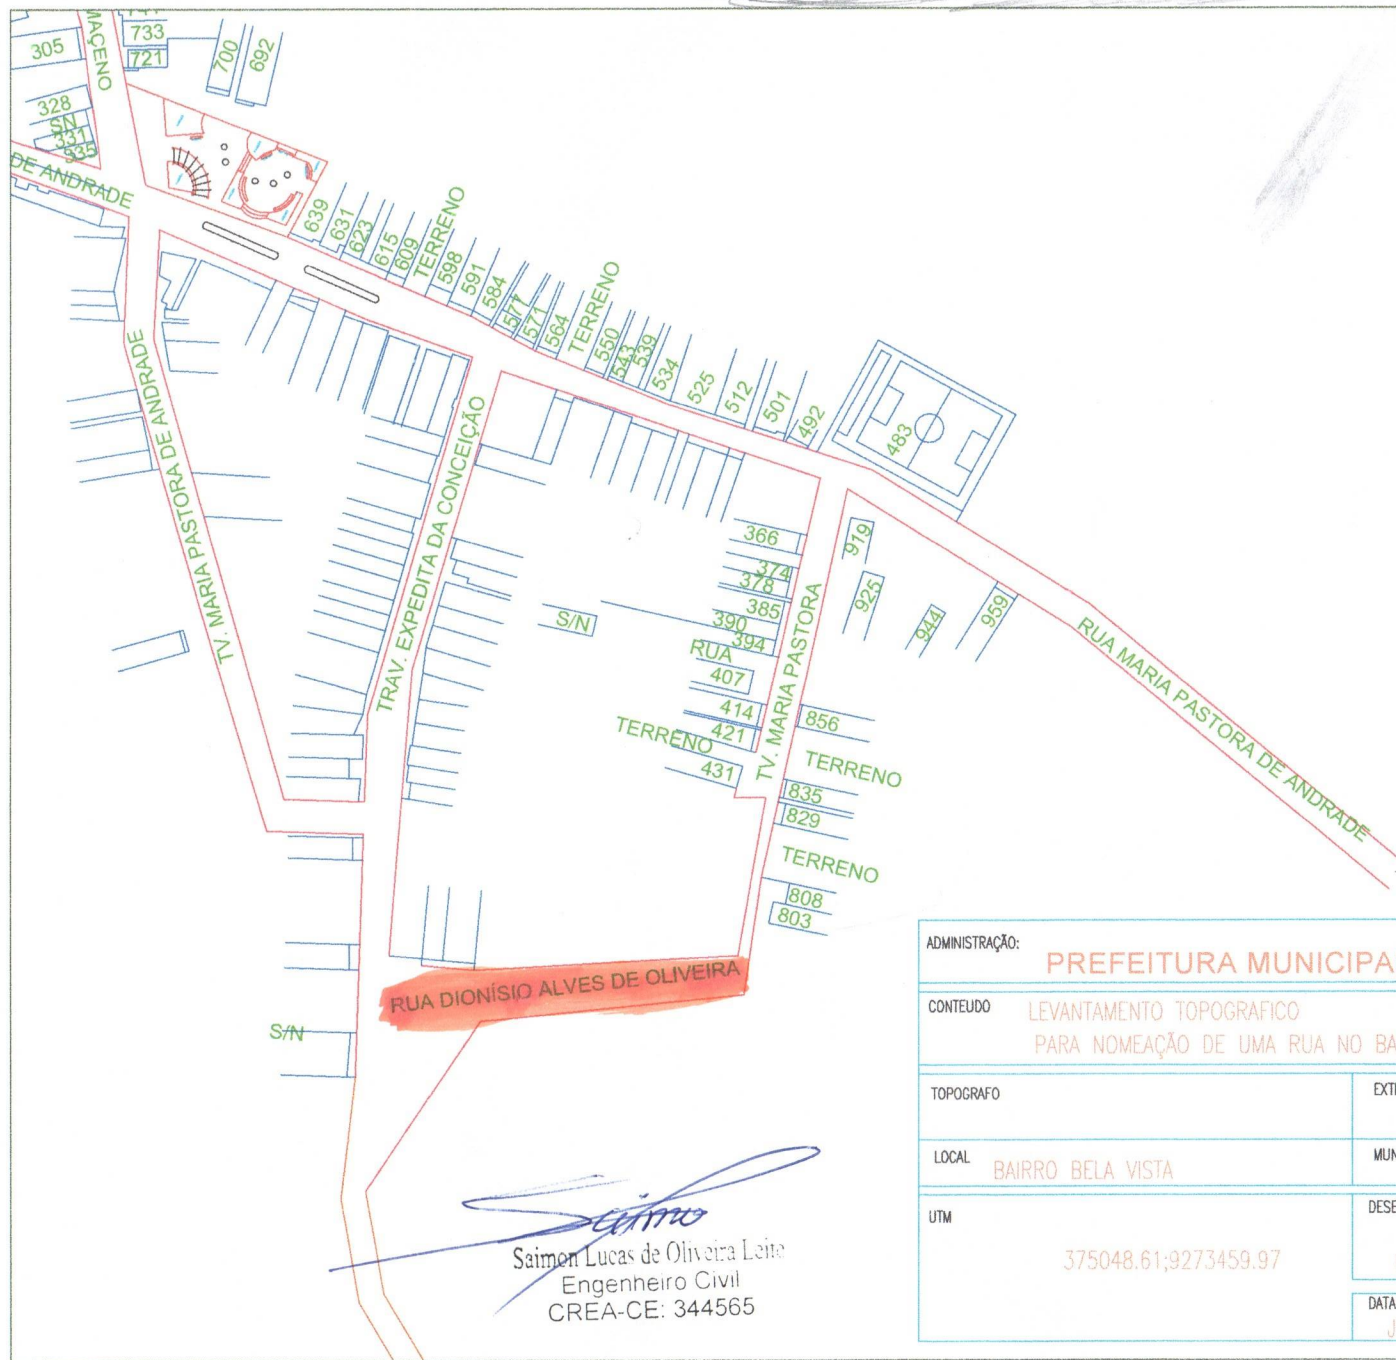 MAÇENO
733
305
721
700
692
328
SN
331
935
DE ANDRADE
639
631
623
615
609
TERRENO
598
591
584
577
571
564
TERRENO
550
543
539
534
525
512
501
492
483
TV. MARIA PASTORA DE ANDRADE
TRAV. EXPEDITA DA CONCEIÇÃO
366
374
378
385
390
394
RUA
407
414
421
TERRENO
431
S/N
TV. MARIA PASTORA
919
925
944
959
RUA MARIA PASTORA DE ANDRADE
856
TERRENO
835
829
TERRENO
808
803
RUA DIONÍSIO ALVES DE OLIVEIRA
S/N
ADMINISTRAÇÃO:
PREFEITURA MUNICIPA
CONTEUDO
LEVANTAMENTO TOPOGRAFICO
PARA NOMEAÇÃO DE UMA RUA NO BA
TOPOGRAFO
EXT
LOCAL
BAIRRO BELA VISTA
MUN
UTM
375048.61;9273459.97
DESE
DATA
J
Saimon Lucas de Oliveira Leite
Engenheiro Civil
CREA-CE: 344565